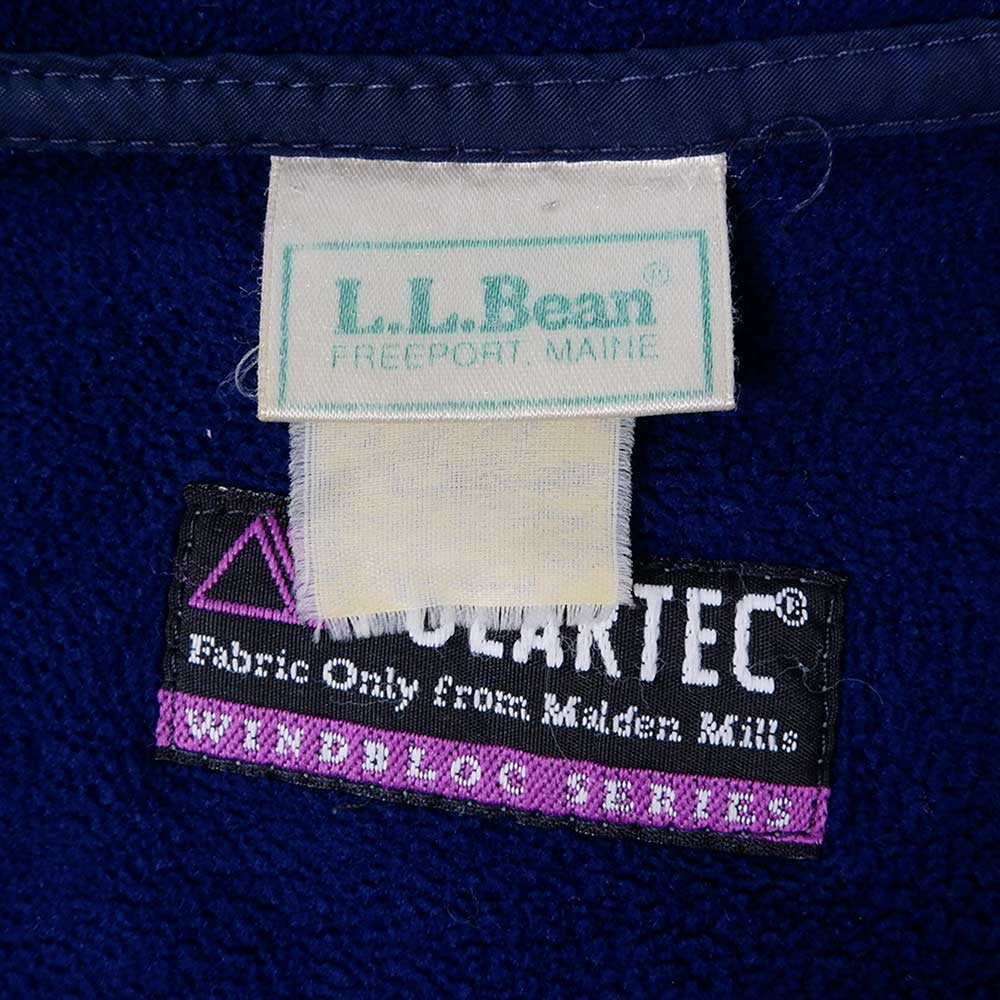 L.L.Bean®
FREEPORT, MAINE
Fabric Only from Malden Mills
WINDBLOC SERIES